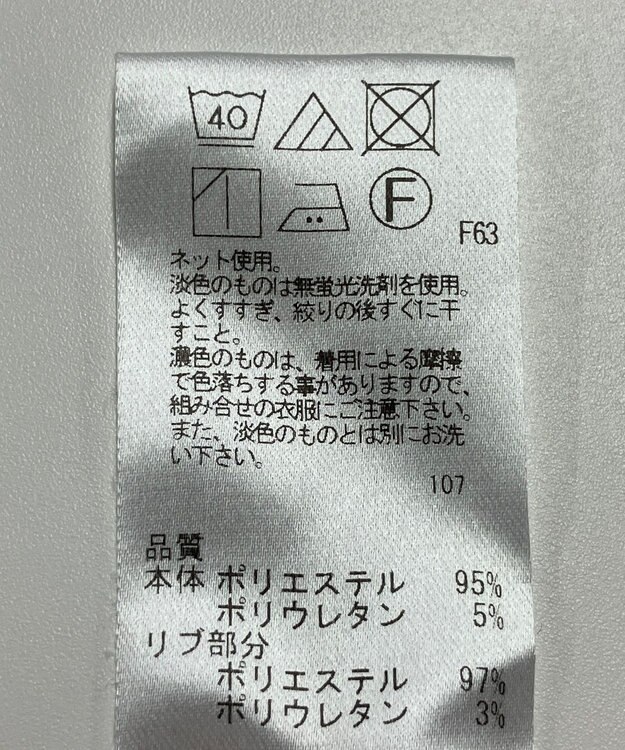 40
F
F63
ネット使用。
淡色のものは無蛍光洗剤を使用。
よくすすぎ、絞りの後すぐに干
すこと。
濃色のものは、着用による摩擦
で色落ちする事がありますので、
組み合せの衣服にご注意下さい。
また、淡色のものとは別にお洗
い下さい。
107
品質
本体 ポリエステル 95%
ポリウレタン 5%
リブ部分
ポリエステル 97%
ポリウレタン 3%